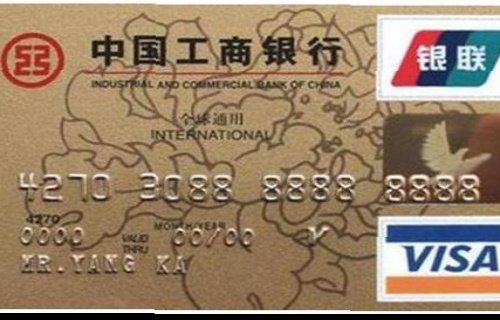 中国工商银行
INDUSTRIAL AND COMMERCIAL BANK OF CHINA
银联
全球通用
INTERNATIONAL
4270 3088 8888 8888
4270
MONTH/YEAR
0000 VALID THRU 00/00 V
MR.YANG KA
VISA